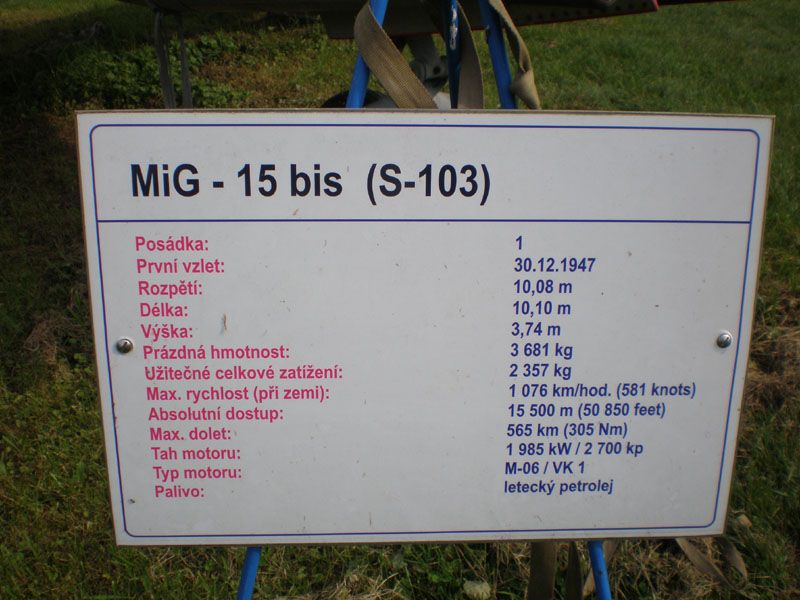 MiG - 15 bis (S-103)
Posádka: 1
První vzlet: 30.12.1947
Rozpětí: 10,08 m
Délka: 10,10 m
Výška: 3,74 m
Prázdná hmotnost: 3 681 kg
Užitečné celkové zatížení: 2 357 kg
Max. rychlost (při zemi): 1 076 km/hod. (581 knots)
Absolutní dostup: 15 500 m (50 850 feet)
Max. dolet: 565 km (305 Nm)
Tah motoru: 1 985 kW / 2 700 kp
Typ motoru: M-06 / VK 1
Palivo: letecký petrolej